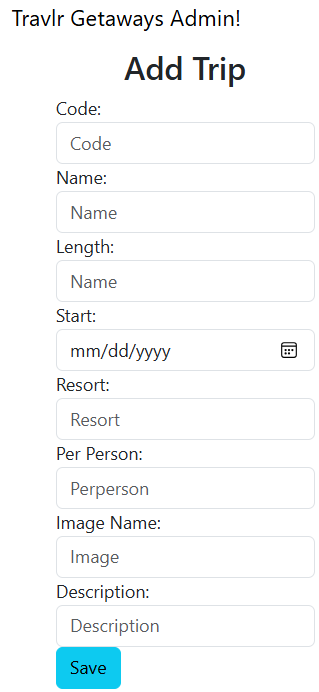 Travlr Getaways Admin!
Add Trip
Code:
Code
Name:
Name
Length:
Name
Start:
mm/dd/yyyy
Resort:
Resort
Per Person:
Perperson
Image Name:
Image
Description:
Description
Save